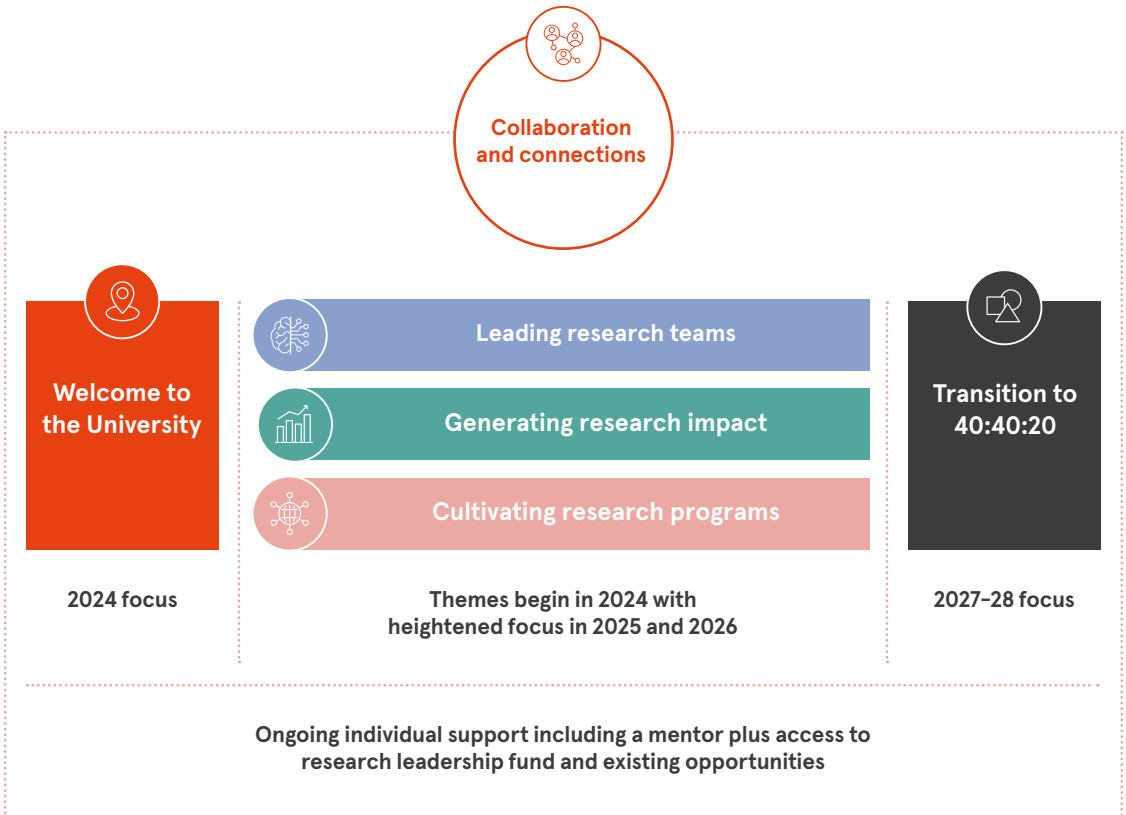 Collaboration
and connections
Welcome to
the University
Leading research teams
Generating research impact
Cultivating research programs
Transition to
40:40:20
2024 focus
Themes begin in 2024 with
heightened focus in 2025 and 2026
2027–28 focus
Ongoing individual support including a mentor plus access to
research leadership fund and existing opportunities